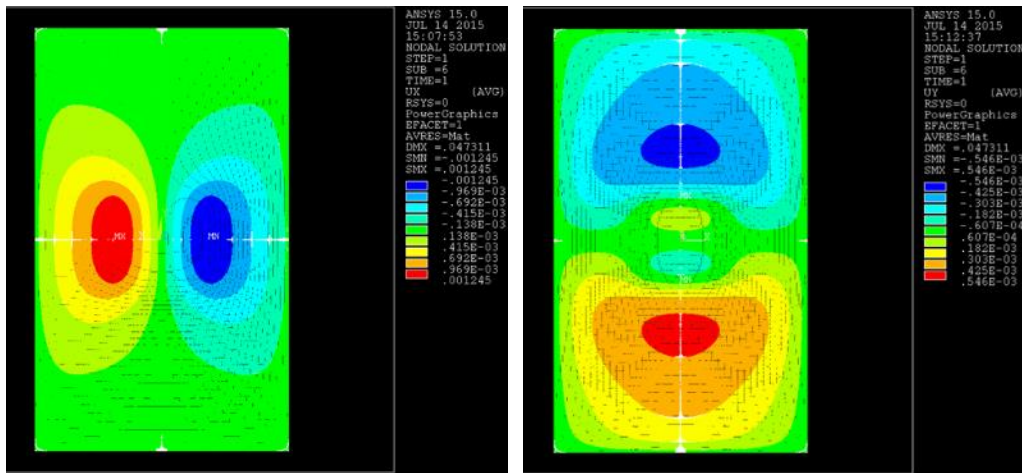 ANSYS 15.0
JUL 14 2015
15:07:53
NODAL SOLUTION
STEP=1
SUB =6
TIME=1
UX (AVG)
RSYS=0
PowerGraphics
EFACET=1
AVRES=Mat
DMX =.047311
SMN =-.001245
SMX =.001245
-.001245
-.969E-03
-.692E-03
-.415E-03
-.138E-03
.138E-03
.415E-03
.692E-03
.969E-03
.001245
MX
MN
ANSYS 15.0
JUL 14 2015
15:12:37
NODAL SOLUTION
STEP=1
SUB =6
TIME=1
UY (AVG)
RSYS=0
PowerGraphics
EFACET=1
AVRES=Mat
DMX =.047311
SMN =-.546E-03
SMX =.546E-03
-.546E-03
-.425E-03
-.303E-03
-.182E-03
-.607E-04
.607E-04
.182E-03
.303E-03
.425E-03
.546E-03